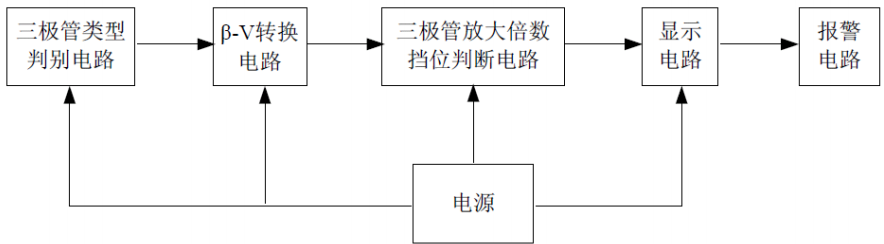 三极管类型
判别电路
β-V转换
电路
三极管放大倍数
挡位判断电路
显示
电路
报警
电路
电源